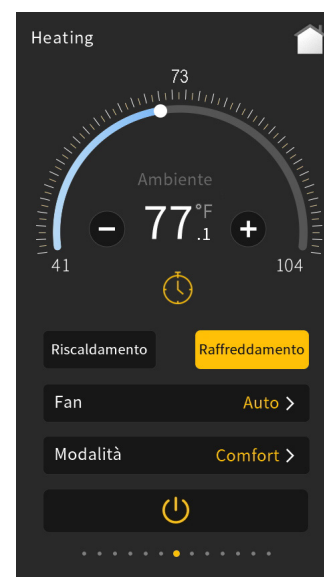 Heating
73
Ambiente
77.1 °F
41
104
Riscaldamento
Raffreddamento
Fan
Auto
Modalità
Comfort